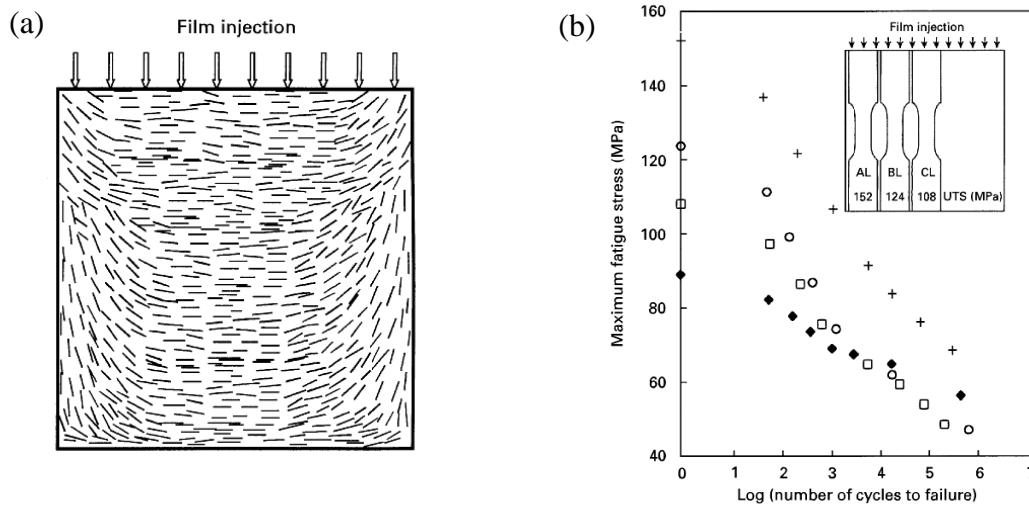 (a)
Film injection
(b)
Maximum fatigue stress (MPa)
160
140
120
100
80
60
40
Film injection
AL BL CL
152 124 108 UTS (MPa)
0 1 2 3 4 5 6 7
Log (number of cycles to failure)